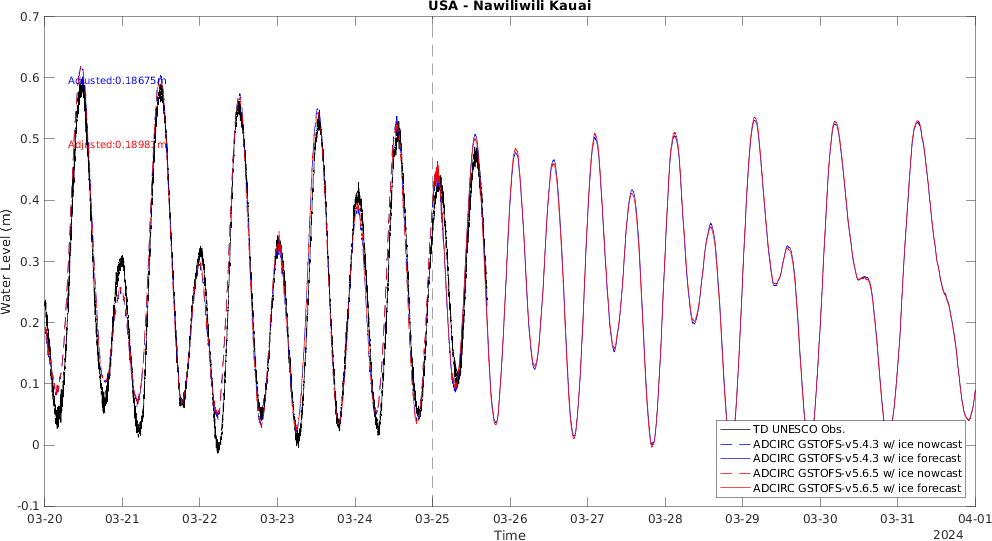 USA - Nawiliwili Kauai
0.7
0.6
0.5
0.4
0.3
0.2
0.1
0
-0.1
Water Level (m)
Adjusted:0.18675m
Adjusted:0.18983m
TD UNESCO Obs.
ADCIRC GSTOFS-v5.4.3 w/ ice nowcast
ADCIRC GSTOFS-v5.4.3 w/ ice forecast
ADCIRC GSTOFS-v5.6.5 w/ ice nowcast
ADCIRC GSTOFS-v5.6.5 w/ ice forecast
03-20 03-21 03-22 03-23 03-24 03-25 03-26 03-27 03-28 03-29 03-30 03-31 04-01
Time
2024